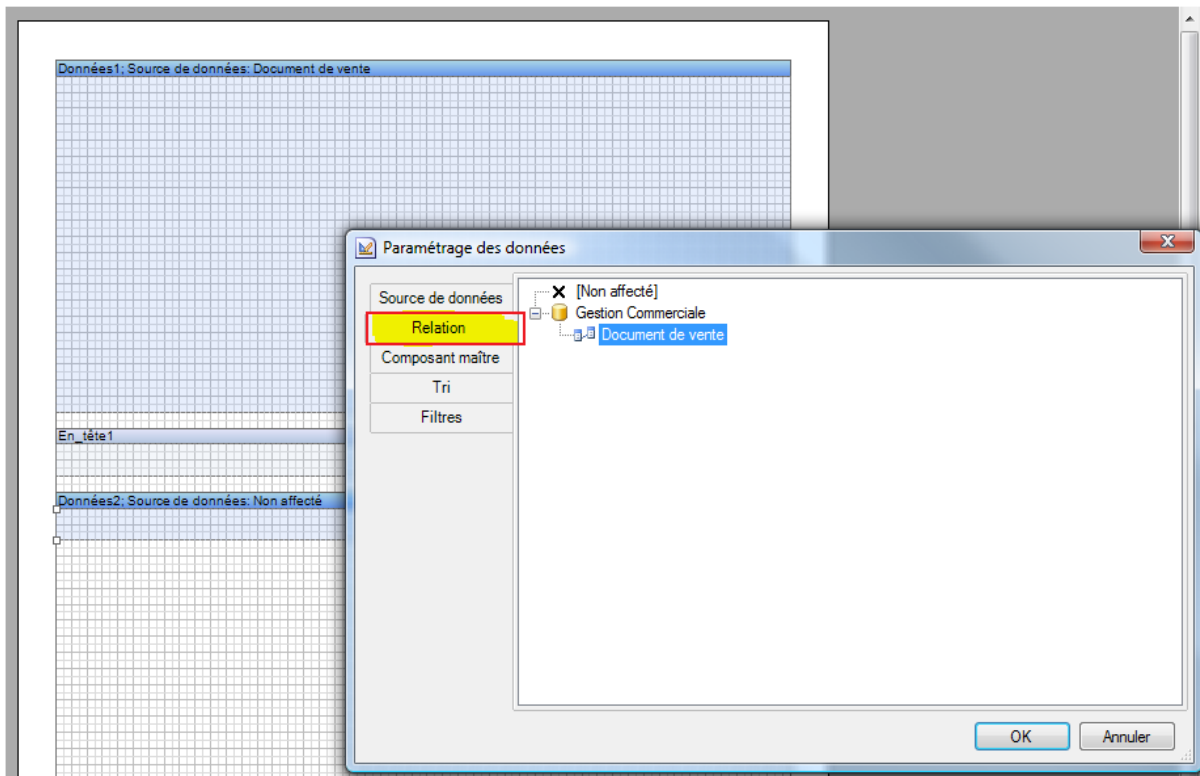 Données1; Source de données: Document de vente
En_tête1
Données2; Source de données: Non affecté
Paramétrage des données
Source de données
Relation
Composant maître
Tri
Filtres
[Non affecté]
Gestion Commerciale
Document de vente
OK
Annuler